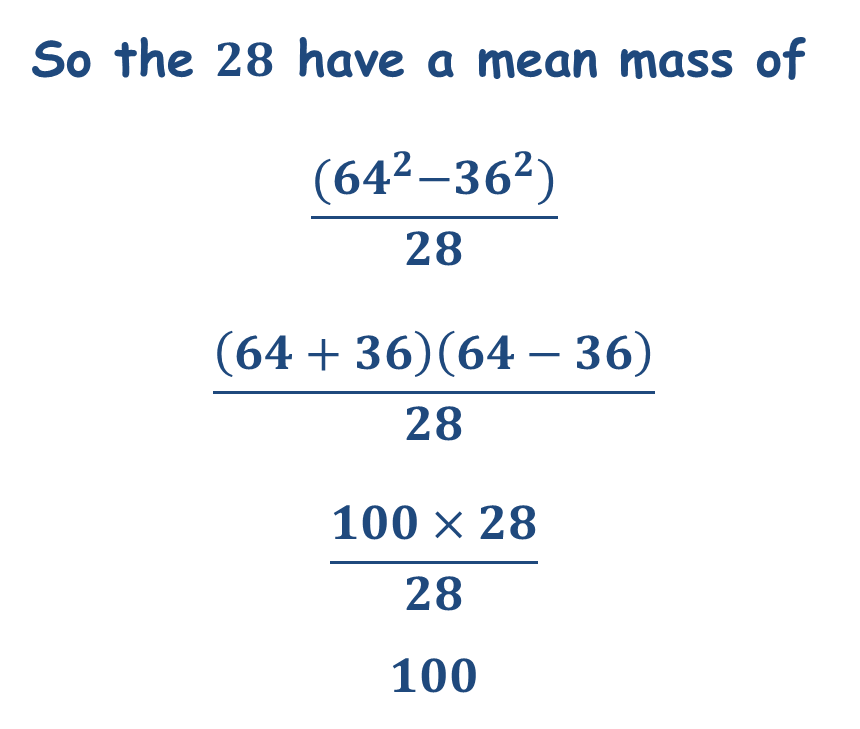 So the 28 have a mean mass of
(64²−36²)
28
(64 + 36)(64 − 36)
28
100 × 28
28
100